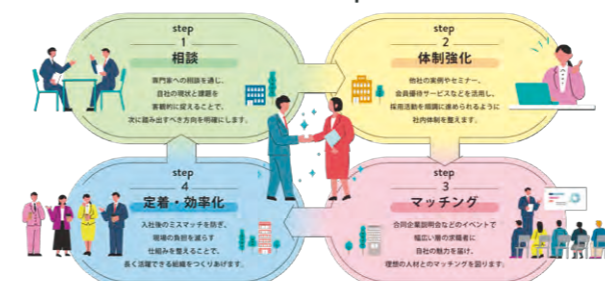 step
1
相談
専門家への相談を通じ、
自社の現状と課題を
客観的に捉えることで、
次に踏み出すべき方向を明確にします。
step
2
体制強化
他社の実例やセミナー、
会員優待サービスなどを活用し、
採用活動を順調に進められるように
社内体制を整えます。
step
3
マッチング
合同企業説明会などのイベントで
幅広い層の求職者に
自社の魅力を届け、
理想の人材とのマッチングを図ります。
step
4
定着・効率化
入社後のミスマッチを防ぎ、
現場の負担を減らす
仕組みを整えることで、
長く活躍できる組織をつくりあげます。